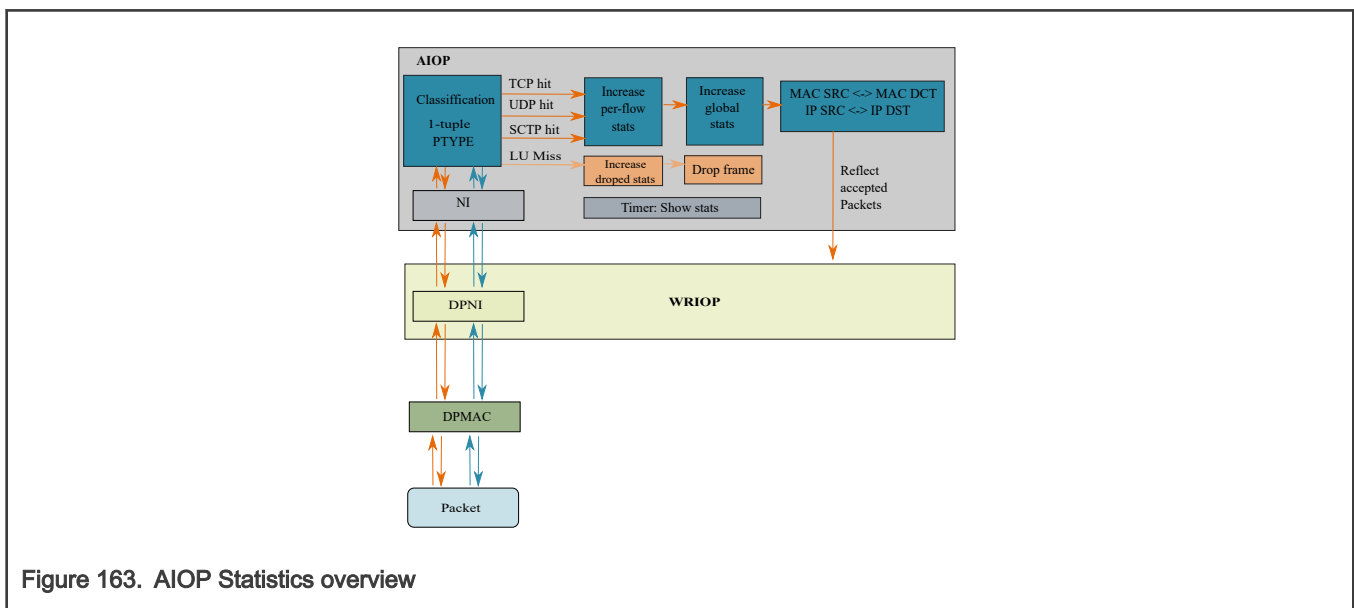 AIOP
Classiffication
1-tuple
PTYPE
TCP hit
UDP hit
SCTP hit
LU Miss
Increase
per-flow
stats
Increase
global
stats
MAC SRC <-> MAC DCT
IP SRC <-> IP DST
Increase
droped stats
Drop frame
Reflect
accepted
Packets
NI
Timer: Show stats
DPNI
WRIOP
DPMAC
Packet
Figure 163. AIOP Statistics overview